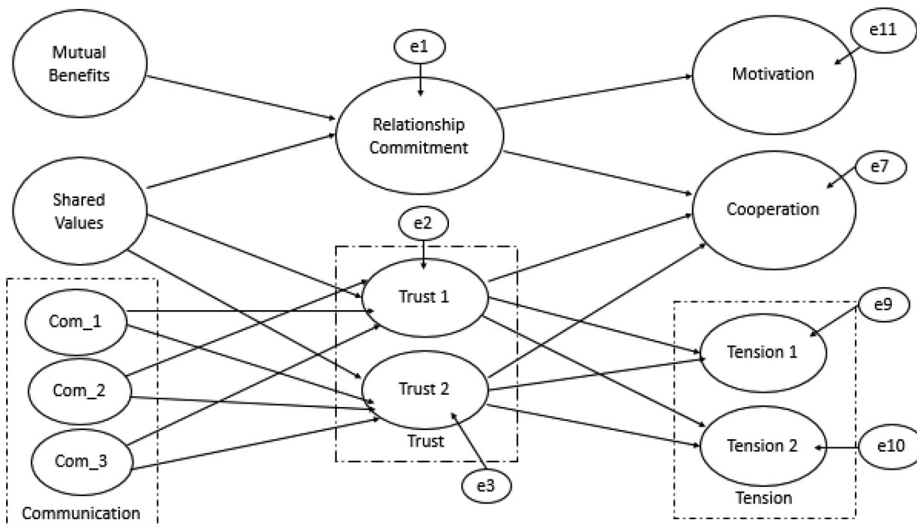 Mutual
Benefits
e1
e11
Motivation
Relationship
Commitment
Shared
Values
e7
Cooperation
e2
Trust 1
Com_1
e9
Tension 1
Com_2
Trust 2
Trust
Com_3
Tension 2
e10
e3
Communication
Tension